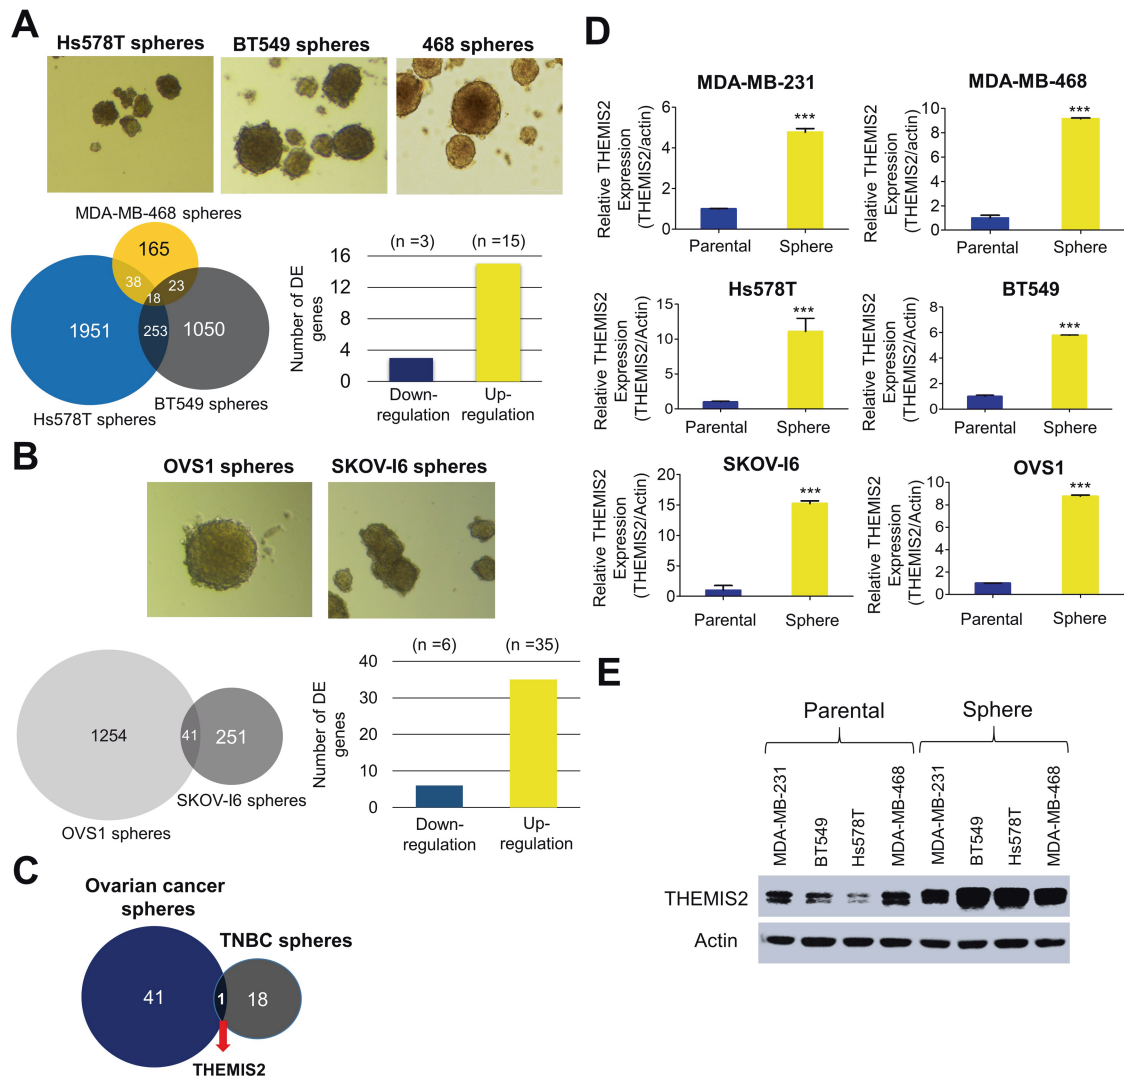 A
Hs578T spheres
BT549 spheres
468 spheres
MDA-MB-468 spheres
165
38
23
18
1951
253
1050
Hs578T spheres
BT549 spheres
(n =3)
(n =15)
Number of DE
genes
16
12
8
4
0
Down-
regulation
Up-
regulation
B
OVS1 spheres
SKOV-I6 spheres
1254
41
251
SKOV-I6 spheres
OVS1 spheres
(n =6)
(n =35)
Number of DE
genes
40
30
20
10
0
Down-
regulation
Up-
regulation
C
Ovarian cancer
spheres
TNBC spheres
41
1
18
THEMIS2
D
MDA-MB-231
Relative THEMIS2
Expression
(THEMIS2/actin)
6
4
2
0
***
Parental
Sphere
MDA-MB-468
Relative THEMIS2
Expression
(THEMIS2/actin)
10
8
6
4
2
0
***
Parental
Sphere
Hs578T
Relative THEMIS2
Expression
(THEMIS2/Actin)
15
10
5
0
***
Parental
Sphere
BT549
Relative THEMIS2
Expression
(THEMIS2/Actin)
8
6
4
2
0
***
Parental
Sphere
SKOV-I6
Relative THEMIS2
Expression
(THEMIS2/Actin)
20
15
10
5
0
***
Parental
Sphere
OVS1
Relative THEMIS2
Expression
(THEMIS2/Actin)
10
8
6
4
2
0
***
Parental
Sphere
E
Parental
Sphere
MDA-MB-231
BT549
Hs578T
MDA-MB-468
MDA-MB-231
BT549
Hs578T
MDA-MB-468
THEMIS2
Actin